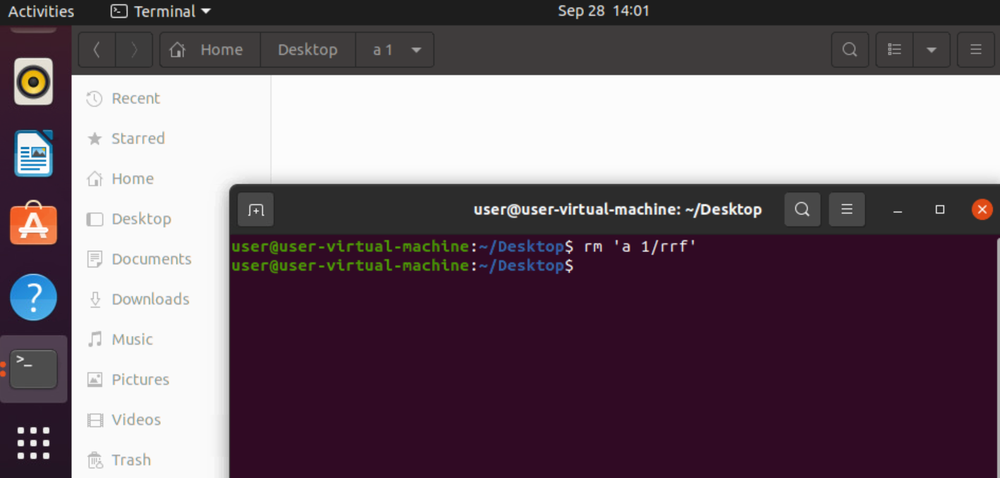 Activities Terminal Sep 28 14:01
Home Desktop a 1
Recent
Starred
Home
Desktop
Documents
Downloads
Music
Pictures
Videos
Trash
user@user-virtual-machine: ~/Desktop
user@user-virtual-machine:~/Desktop$ rm 'a 1/rrf'
user@user-virtual-machine:~/Desktop$